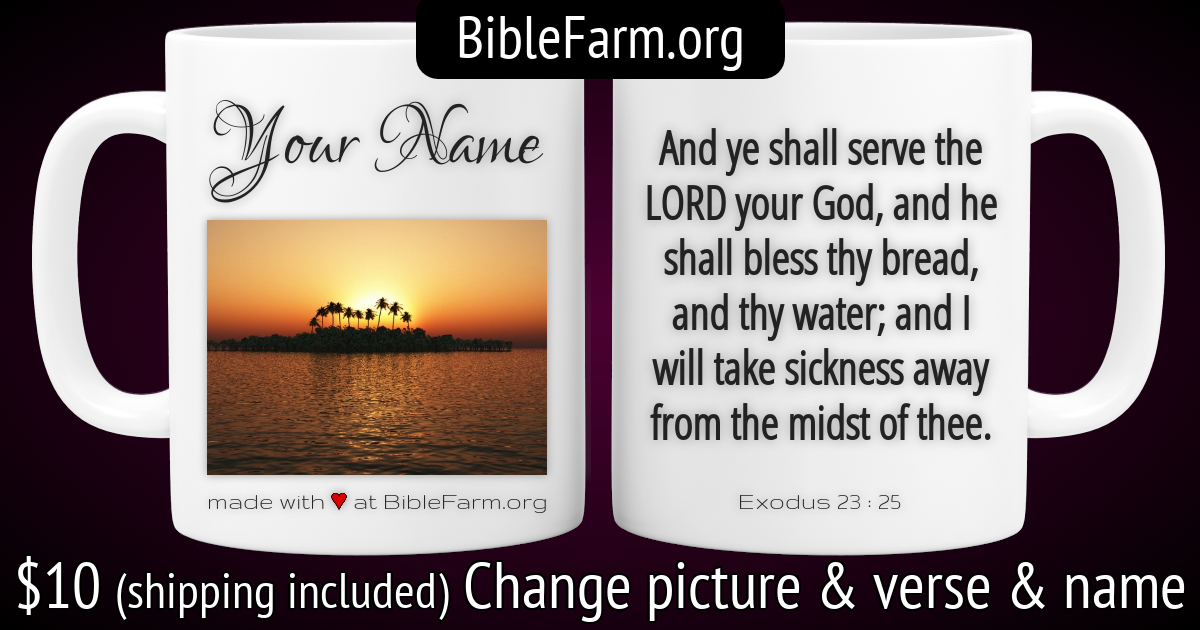 BibleFarm.org
Your Name
made with ♥ at BibleFarm.org
And ye shall serve the
LORD your God, and he
shall bless thy bread,
and thy water; and I
will take sickness away
from the midst of thee.
Exodus 23 : 25
$10 (shipping included) Change picture & verse & name